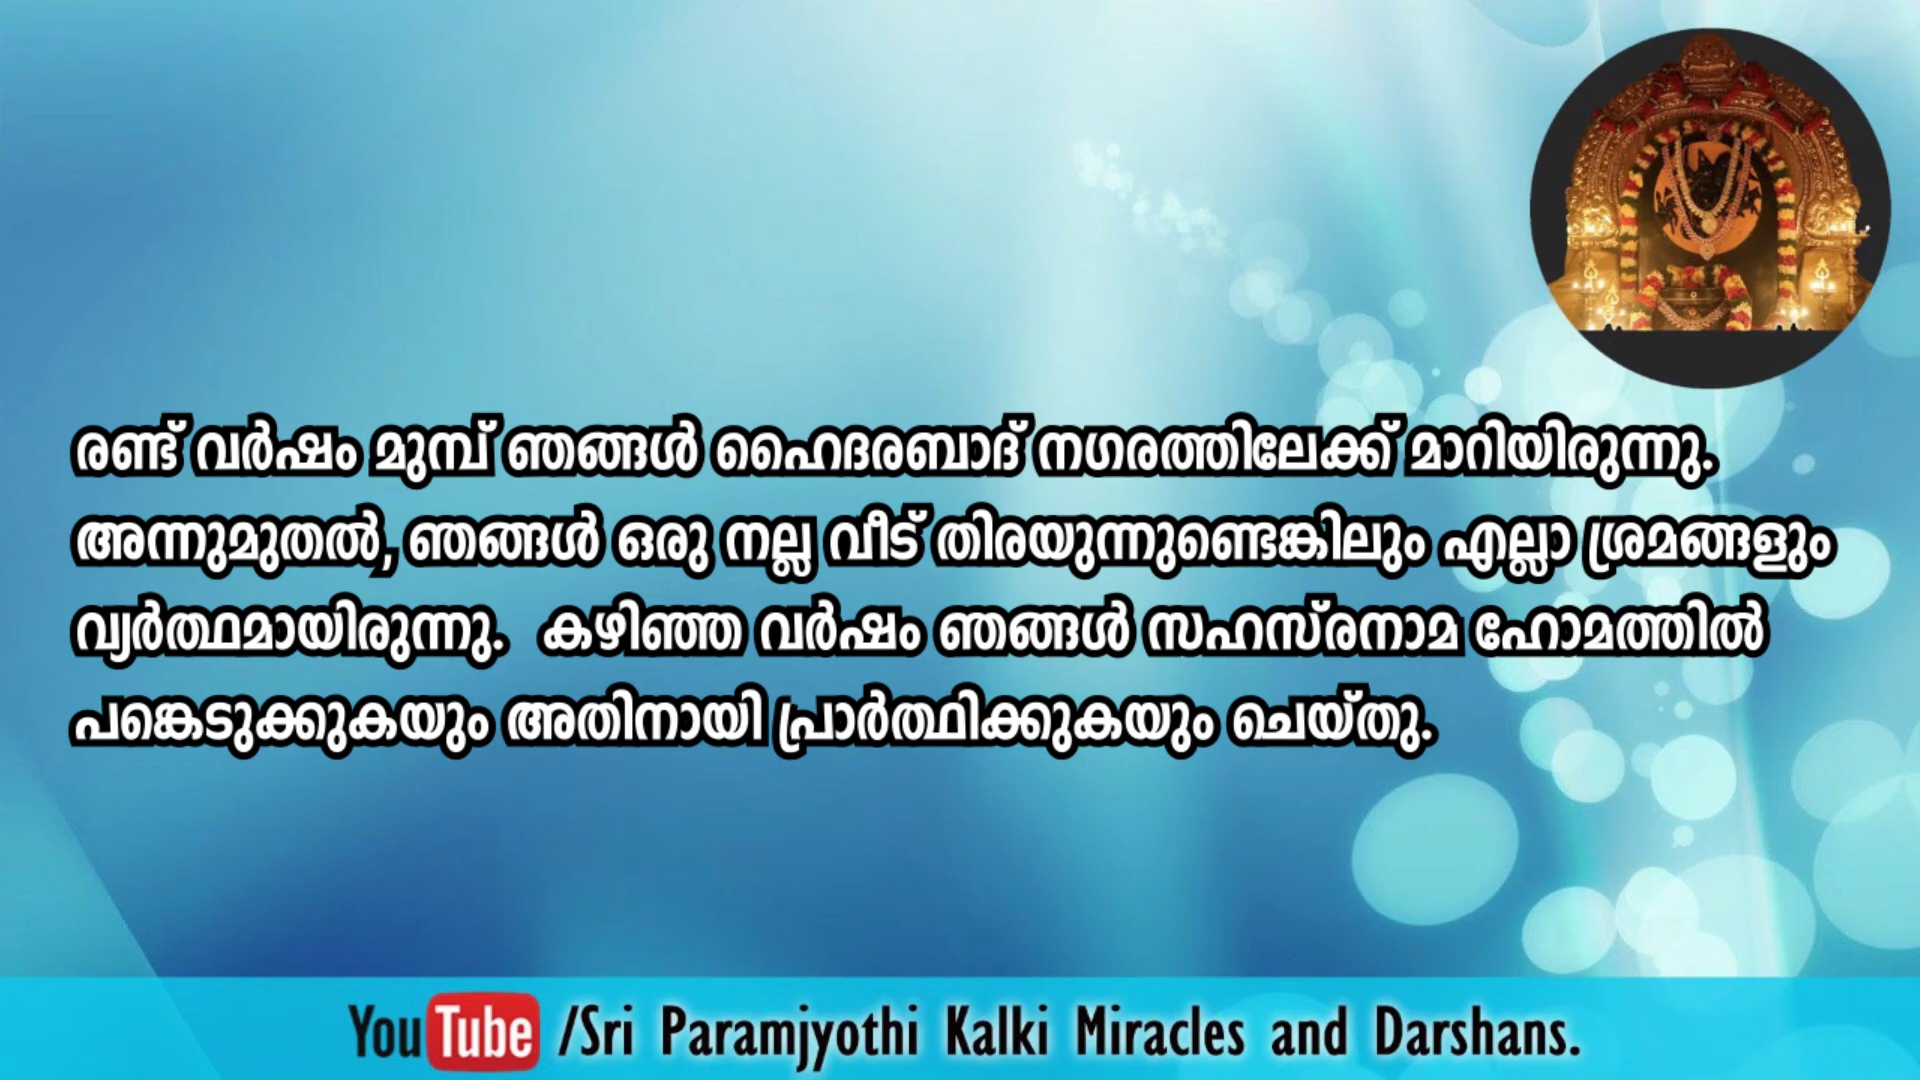 രണ്ട് വർഷം മുമ്പ് ഞങ്ങൾ ഹൈദരബാദ് നഗരത്തിലേക്ക് മാറിയിരുന്നു.
അന്നുമുതൽ, ഞങ്ങൾ ഒരു നല്ല വീട് തിരയുന്നുണ്ടെങ്കിലും എല്ലാ ശ്രമങ്ങളും
വ്യർത്ഥമായിരുന്നു. കഴിഞ്ഞ വർഷം ഞങ്ങൾ സഹസ്രനാമ ഹോമത്തിൽ
പങ്കെടുക്കുകയും അതിനായി പ്രാർത്ഥിക്കുകയും ചെയ്തു.
YouTube /Sri Paramjyothi Kalki Miracles and Darshans.